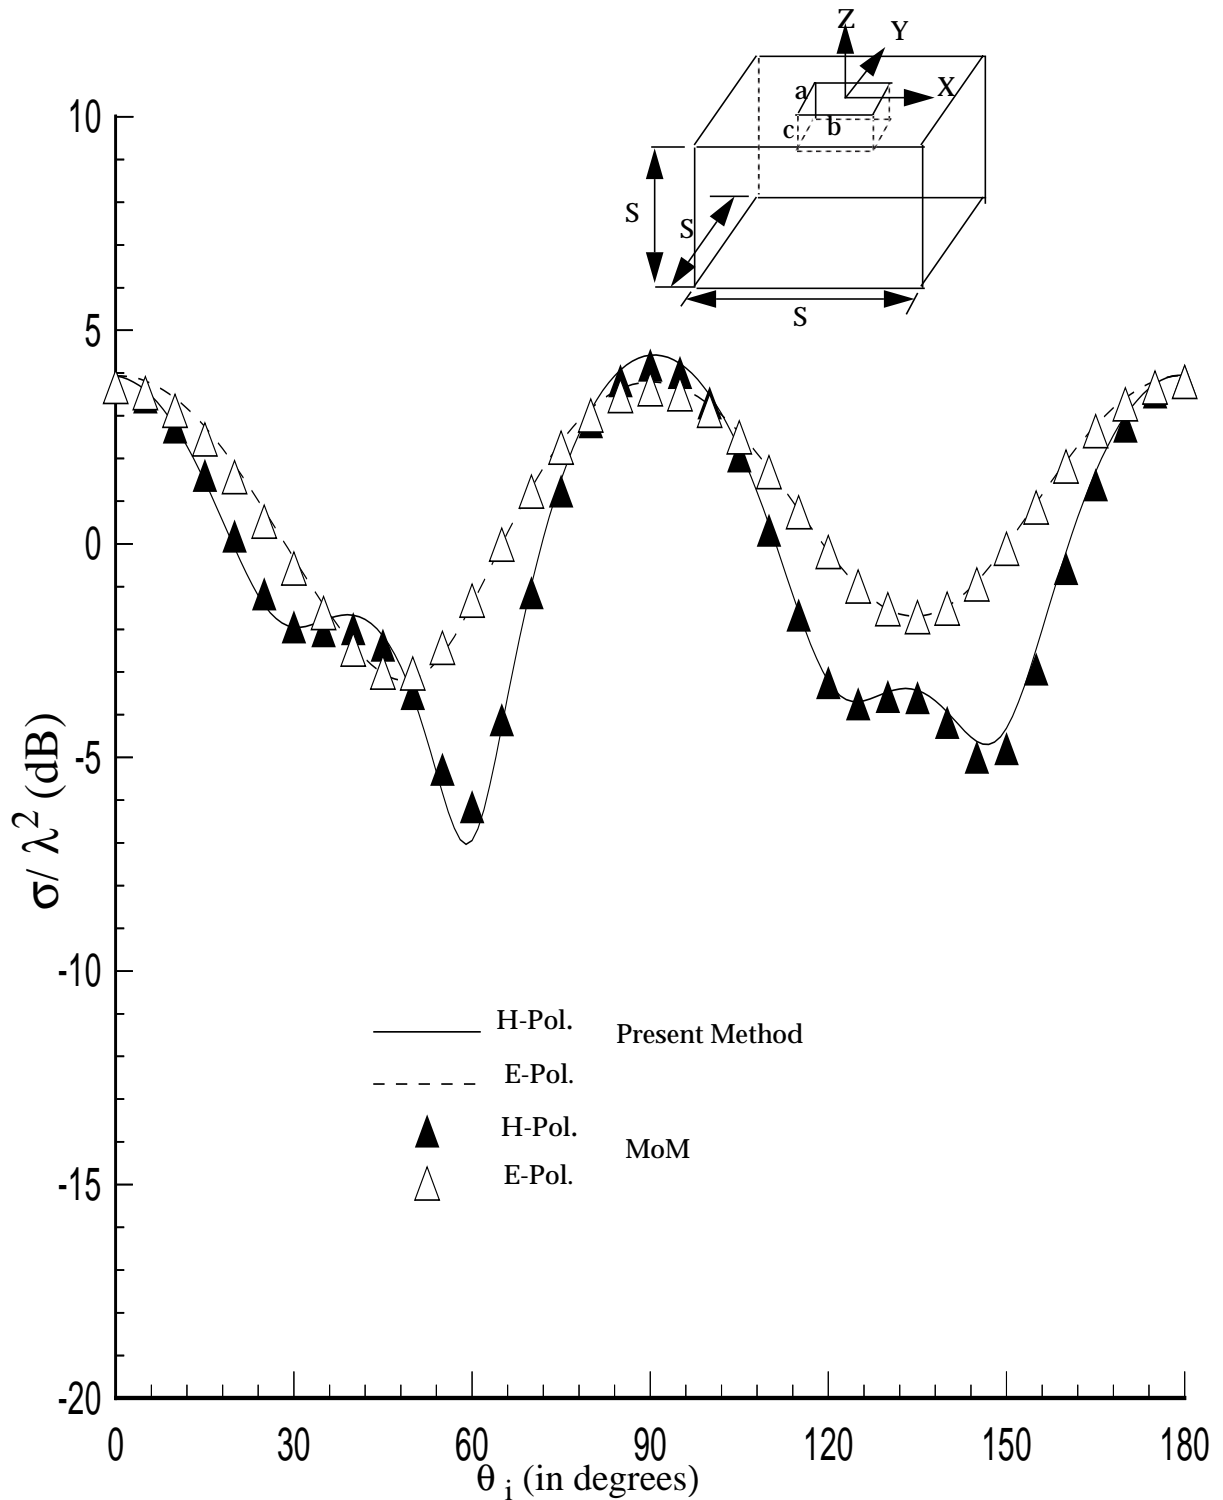 Z
Y
X
a
b
c
S
S
S
10
5
0
-5
-10
-15
-20
σ/ λ² (dB)
H-Pol.
Present Method
E-Pol.
H-Pol.
MoM
E-Pol.
0 30 60 90 120 150 180
θ i (in degrees)